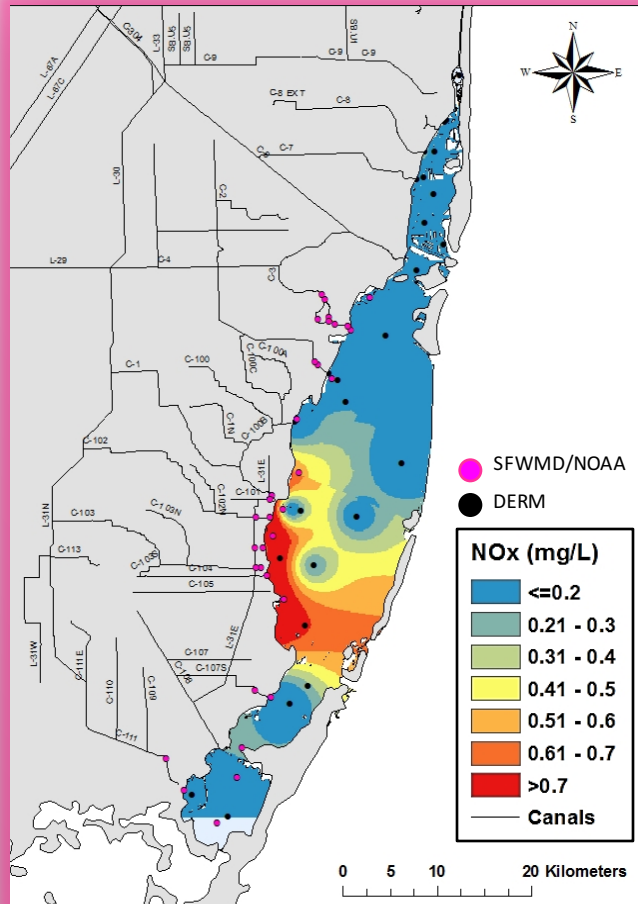 C-304
L-33
U/S
S8
U/S
S8
S9.UI
C-9
C-9
C-9
N
W
E
S
L-67A
L-67C
C-8 EXT
C-8
C-7
C-6
L-30
C-2
L-29
C-4
C-3
C-1
C-100
C-100C
C-100A
C-1N
C-100B
C-102
L-31E
C-101
C-102N
L-31N
C-103
C-103N
C-113
C-103S
C-104
C-105
L-31W
C-111E
C-110
C-109
C-108
C-107
C-107S
L-31E
C-111
SFWMD/NOAA
DERM
NOx (mg/L)
<=0.2
0.21 - 0.3
0.31 - 0.4
0.41 - 0.5
0.51 - 0.6
0.61 - 0.7
>0.7
Canals
0 5 10 20 Kilometers